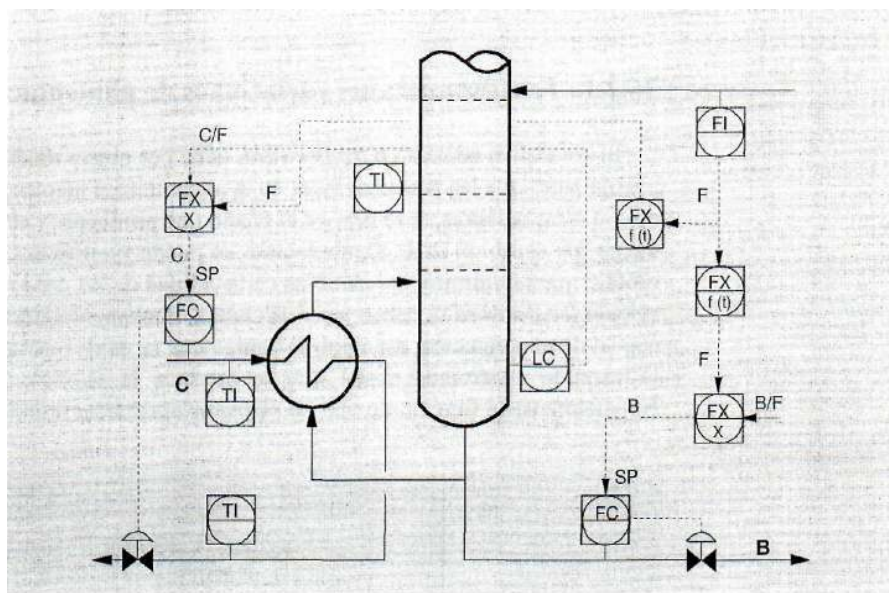 FI
C/F
TI
F
FX
X
F
FX
f (t)
C
SP
FX
f (t)
FC
F
LC
C
TI
B
FX
X
B/F
SP
TI
FC
B